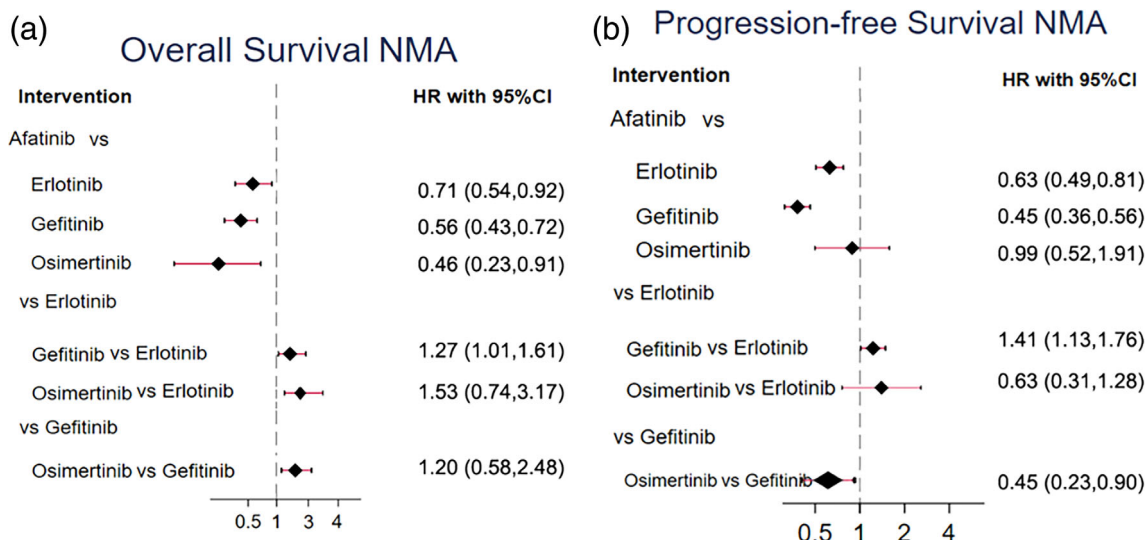 (a)
Overall Survival NMA
Intervention HR with 95%CI
Afatinib vs
Erlotinib 0.71 (0.54,0.92)
Gefitinib 0.56 (0.43,0.72)
Osimertinib 0.46 (0.23,0.91)
vs Erlotinib
Gefitinib vs Erlotinib 1.27 (1.01,1.61)
Osimertinib vs Erlotinib 1.53 (0.74,3.17)
vs Gefitinib
Osimertinib vs Gefitinib 1.20 (0.58,2.48)
0.5 1 3 4
(b)
Progression-free Survival NMA
Intervention HR with 95%CI
Afatinib vs
Erlotinib 0.63 (0.49,0.81)
Gefitinib 0.45 (0.36,0.56)
Osimertinib 0.99 (0.52,1.91)
vs Erlotinib
Gefitinib vs Erlotinib 1.41 (1.13,1.76)
Osimertinib vs Erlotinib 0.63 (0.31,1.28)
vs Gefitinib
Osimertinib vs Gefitinib 0.45 (0.23,0.90)
0.5 1 2 4